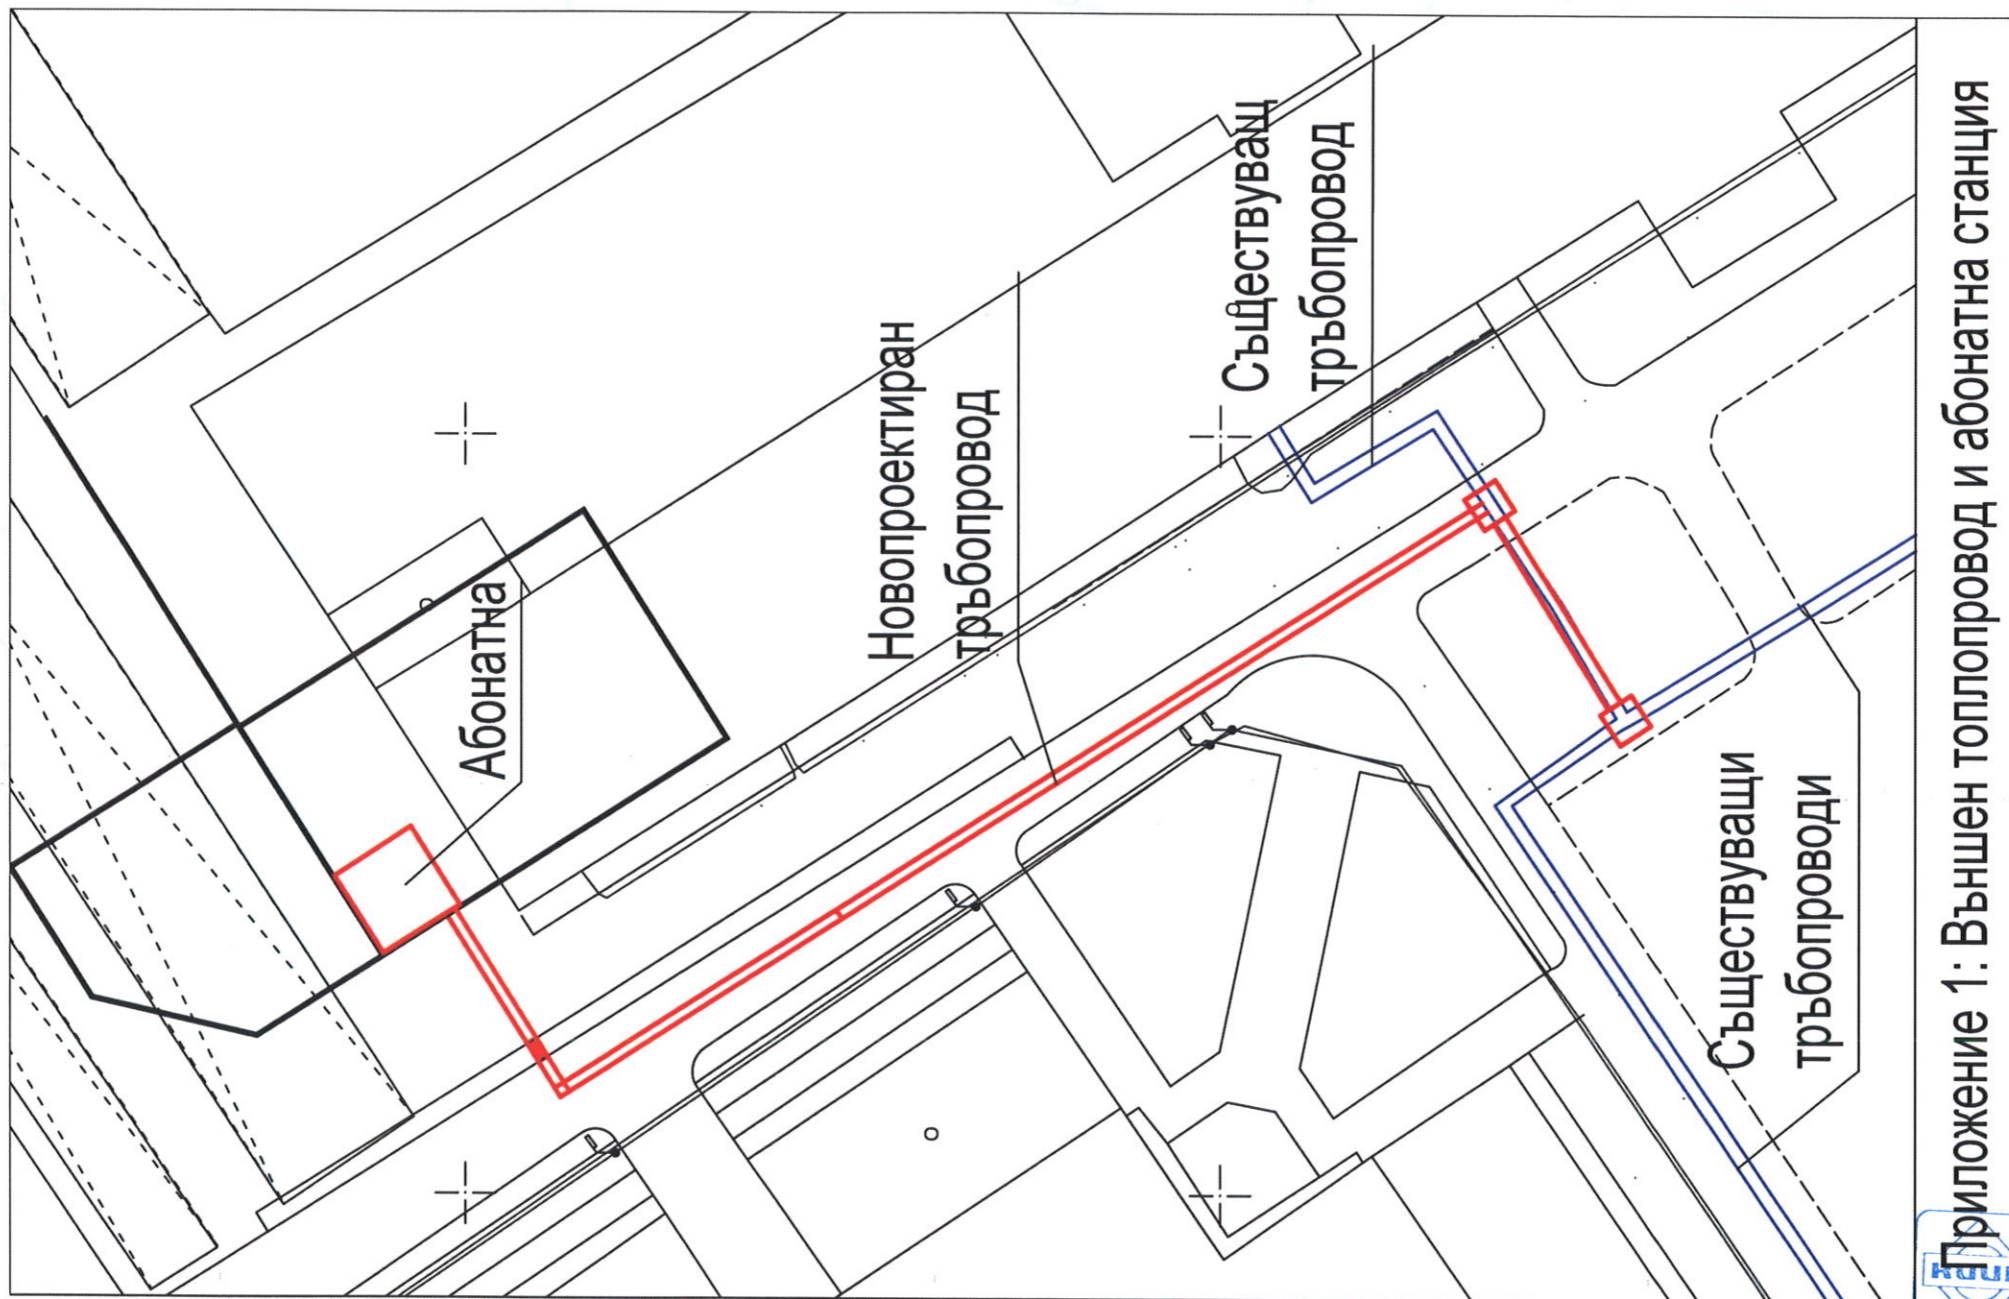 Абонатна
Новопроектиран
тръбопровод
Съществуващ
тръбопровод
Съществуващи
тръбопроводи
Приложение 1: Външен топлопровод и абонатна станция